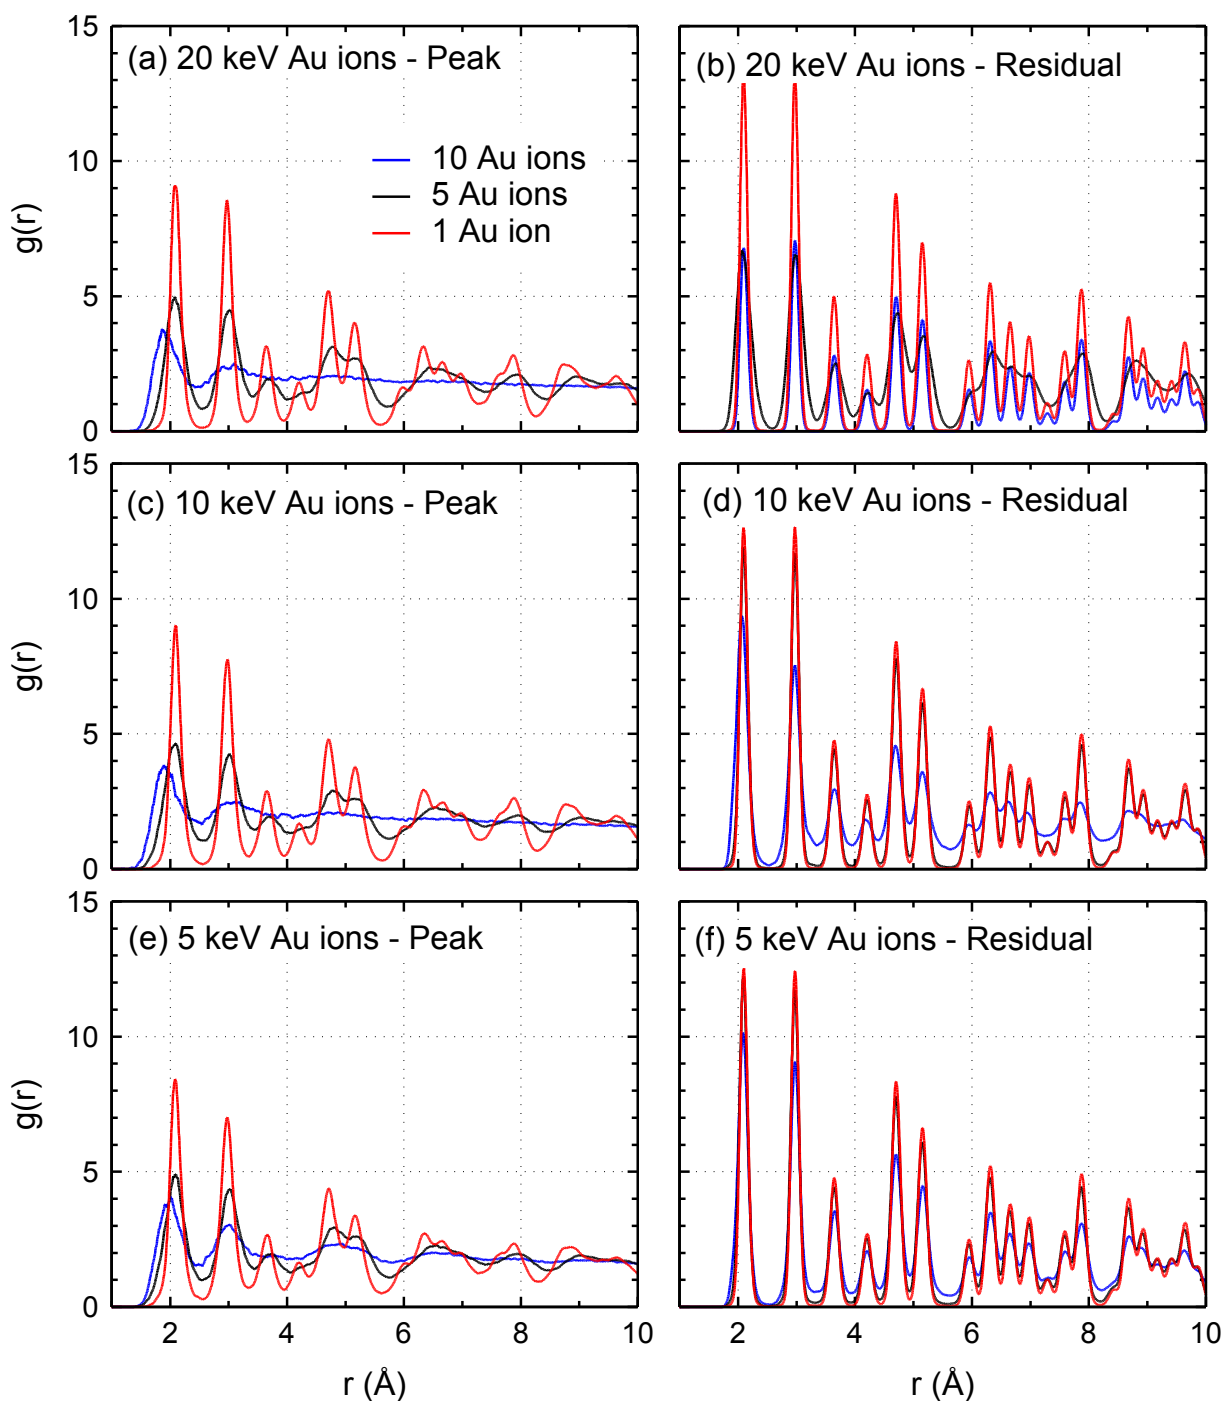 (a) 20 keV Au ions - Peak
(b) 20 keV Au ions - Residual
10 Au ions
5 Au ions
1 Au ion
g(r)
15
10
5
0
(c) 10 keV Au ions - Peak
(d) 10 keV Au ions - Residual
g(r)
15
10
5
0
(e) 5 keV Au ions - Peak
(f) 5 keV Au ions - Residual
g(r)
15
10
5
0
2 4 6 8 10
2 4 6 8 10
r (Å)
r (Å)